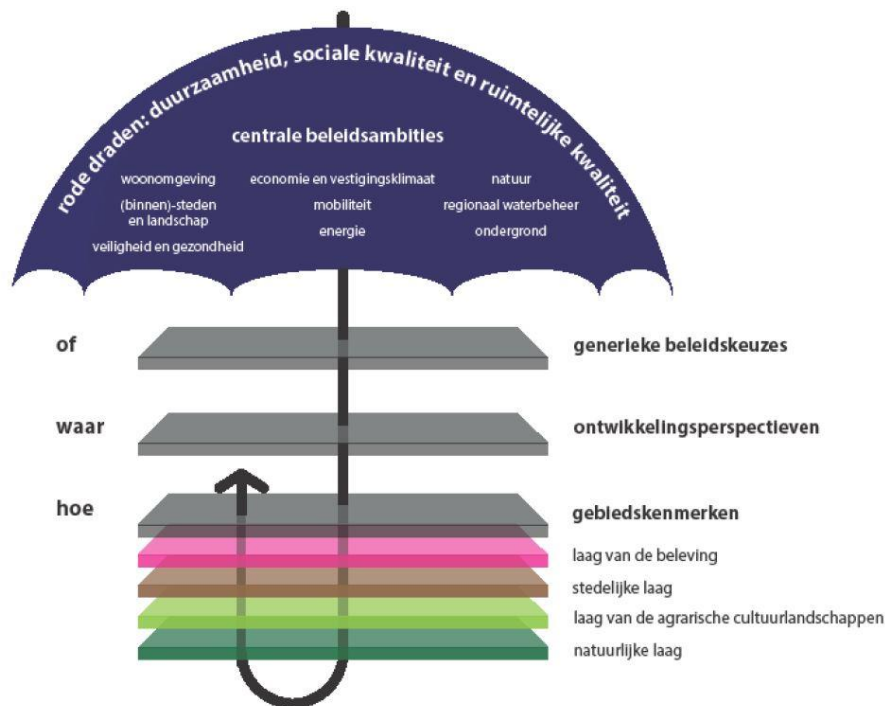 rode draden: duurzaamheid, sociale kwaliteit en ruimtelijke kwaliteit
centrale beleidsambities
woonomgeving
(binnen)-steden
en landschap
veiligheid en gezondheid
economie en vestigingsklimaat
mobiliteit
energie
natuur
regionaal waterbeheer
ondergrond
of
generieke beleidskeuzes
waar
ontwikkelingsperspectieven
hoe
gebiedskenmerken
laag van de beleving
stedelijke laag
laag van de agrarische cultuurlandschappen
natuurlijke laag